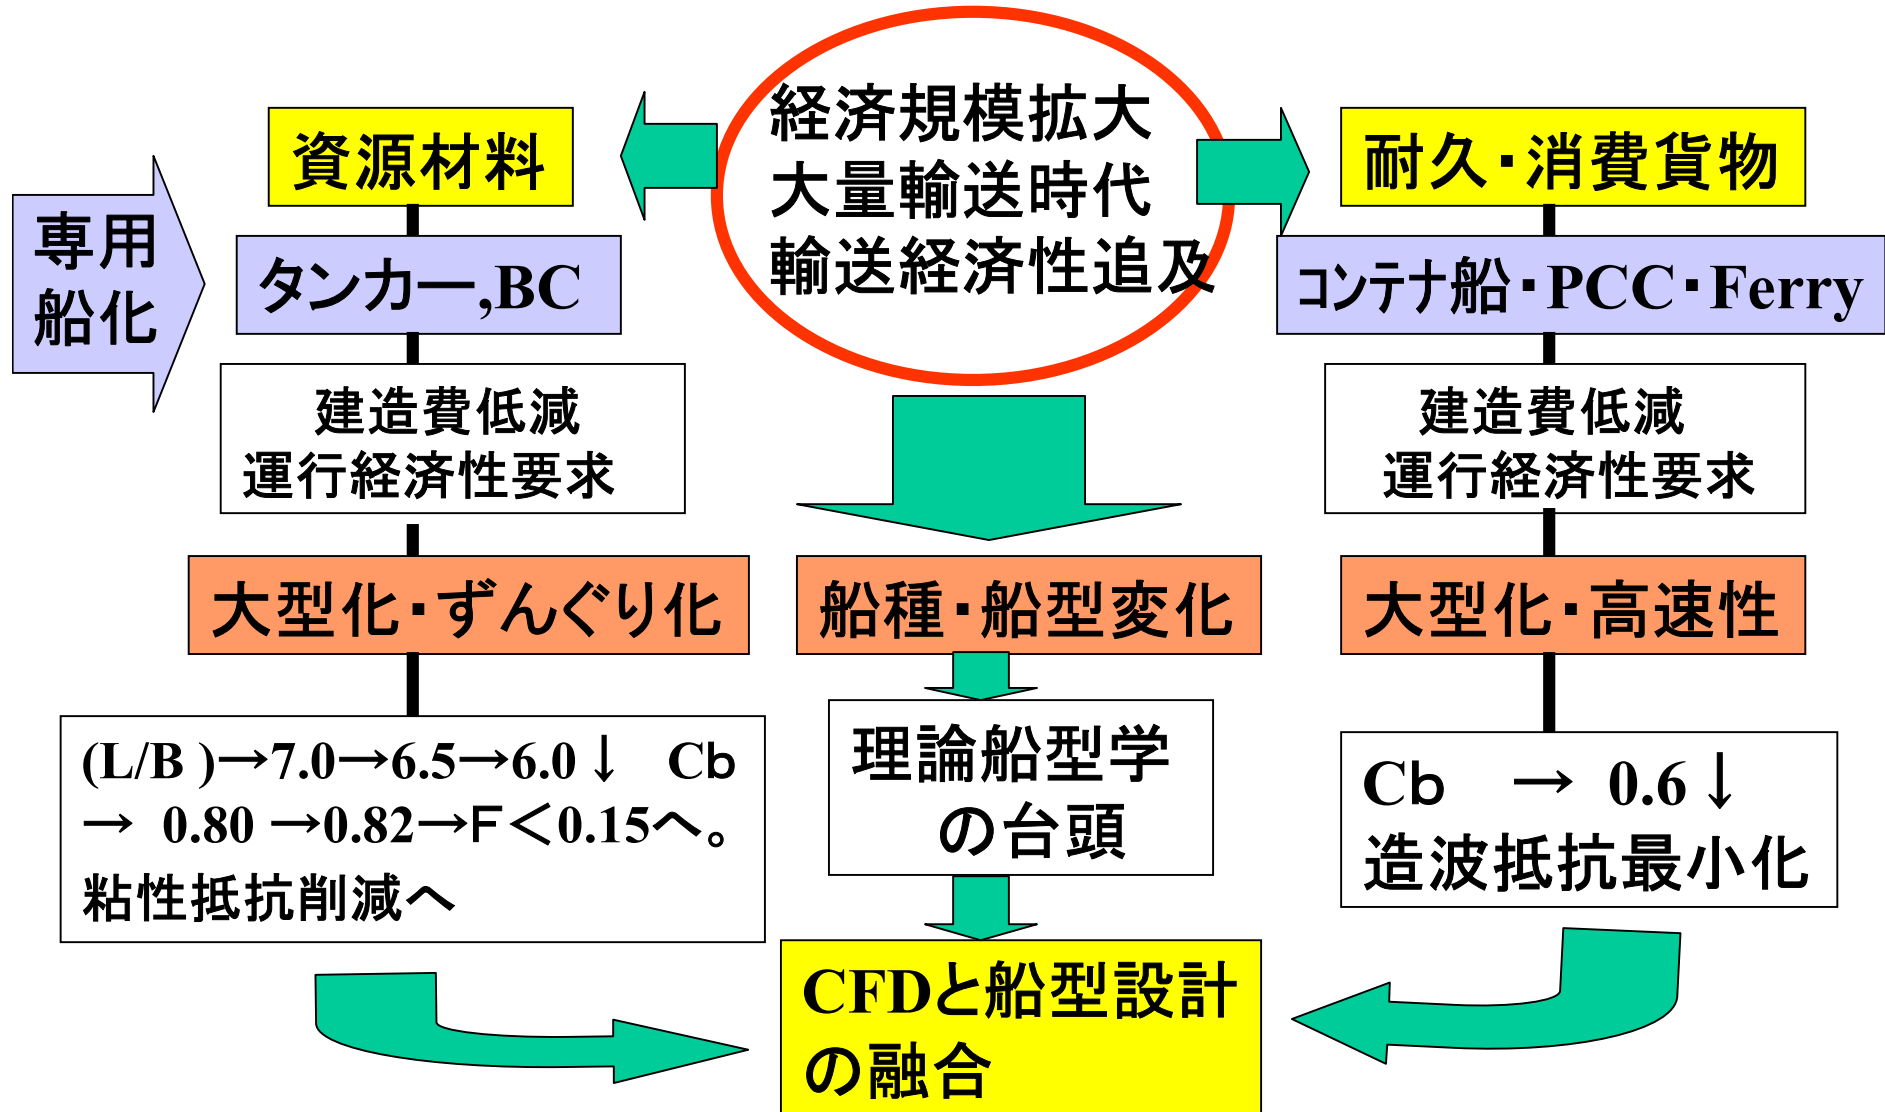 経済規模拡大
大量輸送時代
輸送経済性追及
専用
船化
資源材料
タンカー,BC
建造費低減
運行経済性要求
大型化・ずんぐり化
(L/B )→7.0→6.5→6.0↓ Cb
→ 0.80 →0.82→F<0.15へ。
粘性抵抗削減へ
船種・船型変化
理論船型学
の台頭
CFDと船型設計
の融合
耐久・消費貨物
コンテナ船・PCC・Ferry
建造費低減
運行経済性要求
大型化・高速性
Cb → 0.6↓
造波抵抗最小化